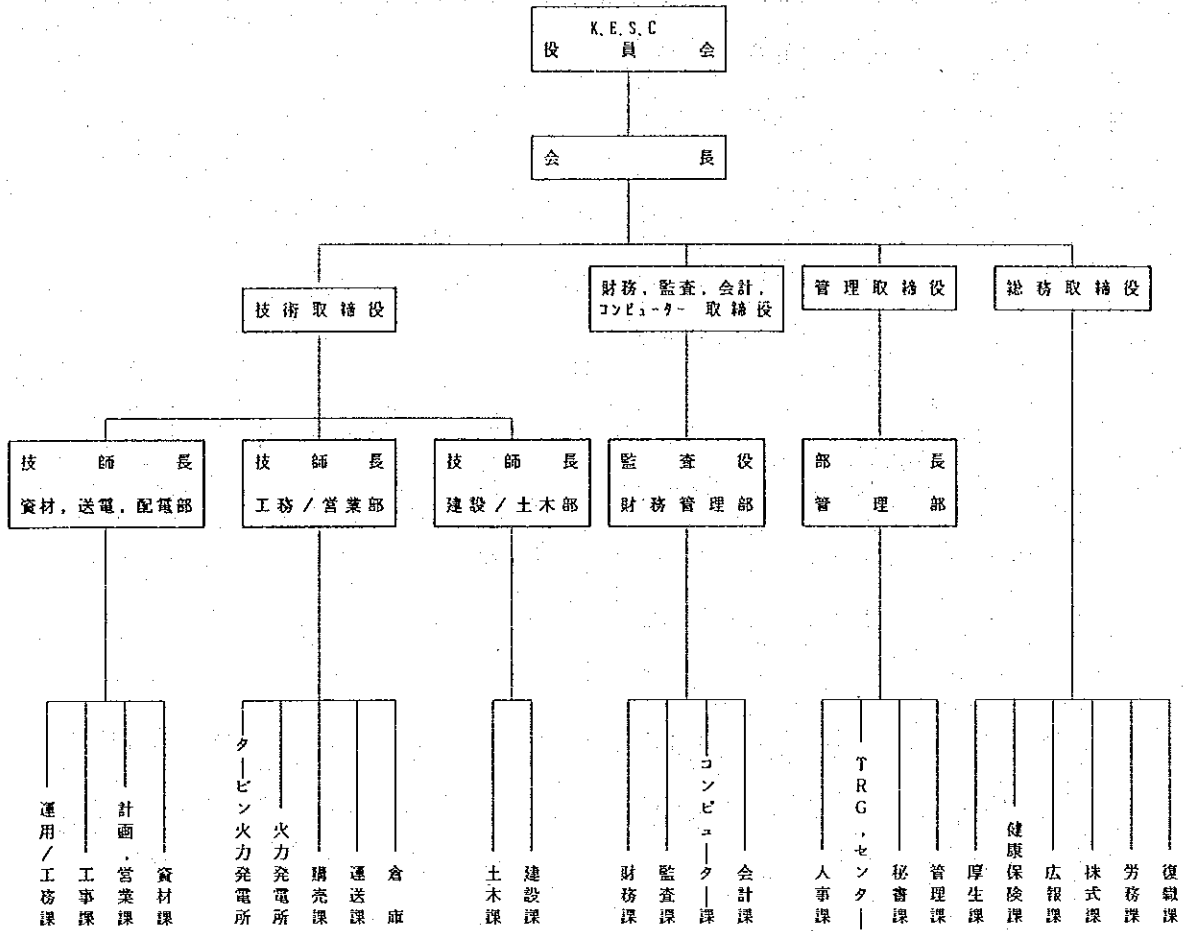 K.E.S.C
役員会
会長
技術取締役
財務,監査,会計,
コンピューター 取締役
管理取締役
総務取締役
技師長
資材,送電,配電部
技師長
工務/営業部
技師長
建設/土木部
監査役
財務管理部
部長
管理部
運用/工務課
工事課
計画,営業課
資材課
タービン火力発電所
火力発電所
購売課
運送課
倉庫
土木課
建設課
財務課
監査課
コンピューター課
会計課
人事課
TRG,センター
秘書課
管理課
厚生課
健康保険課
広報課
株式課
労務課
復職課